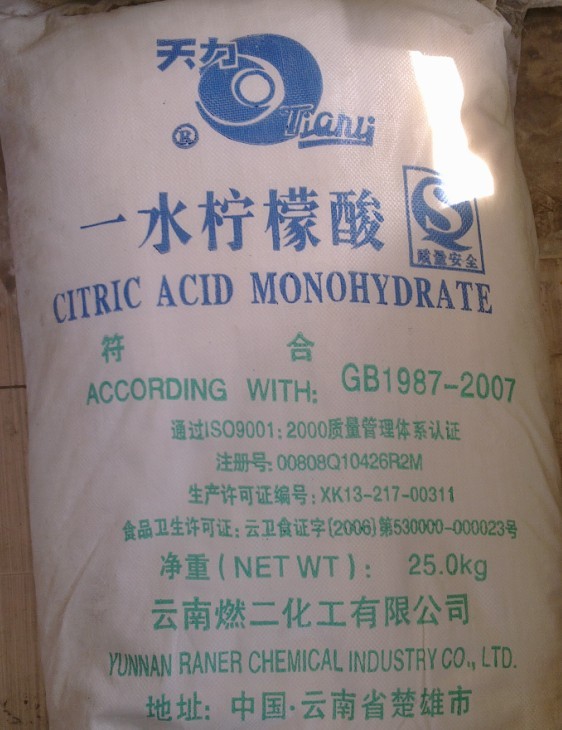 天力
Tianli
®
一水柠檬酸
质量安全
CITRIC ACID MONOHYDRATE
符 合
ACCORDING WITH: GB1987-2007
通过ISO9001:2000质量管理体系认证
注册号:00808Q10426R2M
生产许可证编号:XK13-217-00311
食品卫生许可证:云卫食证字(2006)第530000-000023号
净重(NET WT): 25.0kg
云南燃二化工有限公司
YUNNAN RANER CHEMICAL INDUSTRY CO., LTD.
地址: 中国·云南省楚雄市